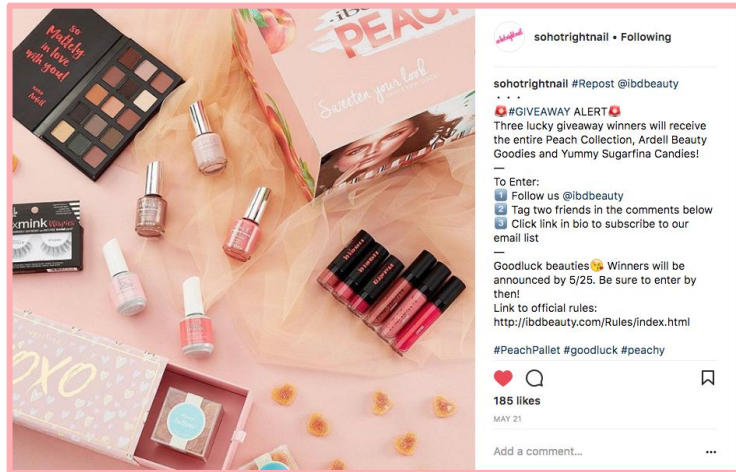 so
Mattely
in love
with you!
xoxo
Ardell
PEACH
Sweeten your look
xmink
XOXO
sohotrightnail • Following
sohotrightnail #Repost @ibdbeauty
・・・
🚨#GIVEAWAY ALERT🚨
Three lucky giveaway winners will receive
the entire Peach Collection, Ardell Beauty
Goodies and Yummy Sugarfina Candies!
—
To Enter:
1️⃣ Follow us @ibdbeauty
2️⃣ Tag two friends in the comments below
3️⃣ Click link in bio to subscribe to our
email list
—
Goodluck beauties😘 Winners will be
announced by 5/25. Be sure to enter by
then!
Link to official rules:
http://ibdbeauty.com/Rules/index.html
#PeachPallet #goodluck #peachy
185 likes
MAY 21
Add a comment...